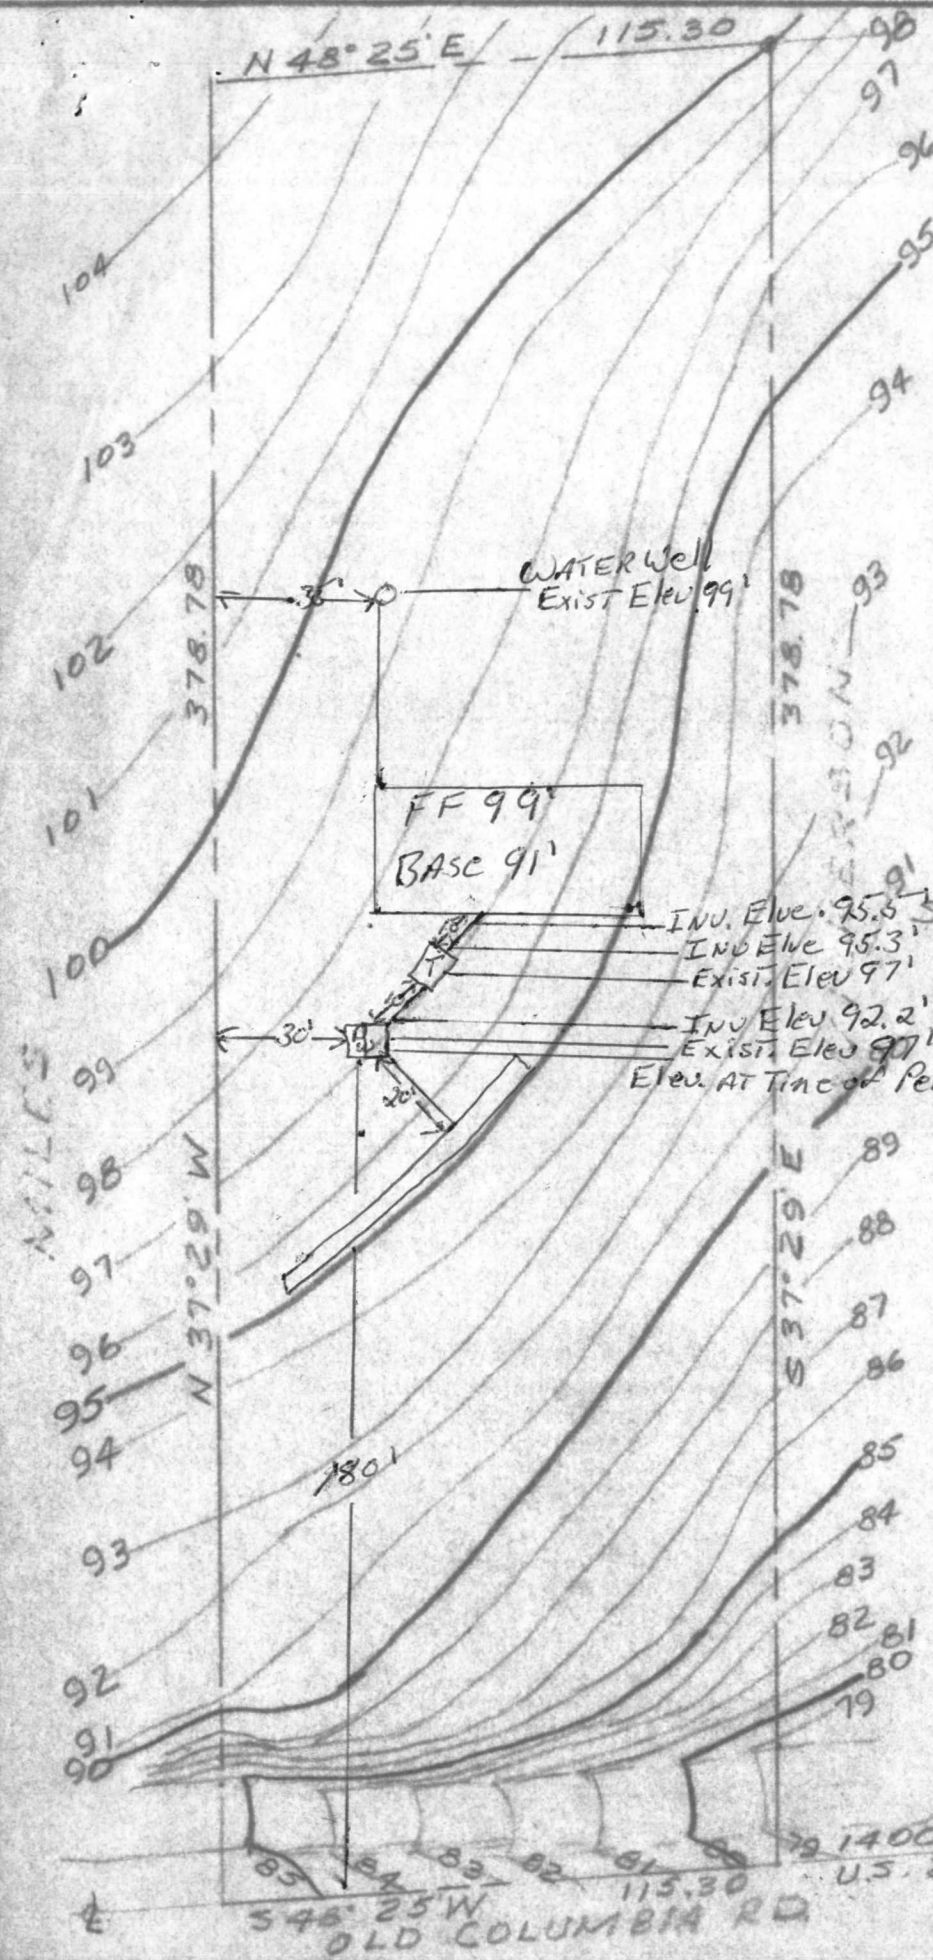 N 48° 25' E — - 115.30
98
97
96
95
94
93
92
91
104
103
102
101
100
99
98
97
96
95
94
93
92
91
90
378.78
378.78
35'
WATER Well
Exist Elev 99'
FF 99'
BASE 91'
INV. Elve. 95.5'
INV Elve 95.3'
Exist. Elev 97'
INV Elev 92.2'
Exist. Elev 97'
Elev. AT Time of
30'
20'
T
N 37° 29' W
S 37° 29' E
180'
89
88
87
86
85
84
83
82
81
80
79
85
84
83
82
81
80
79
1400
U.S.
115.30
S 46° 25' W
OLD COLUMBIA RD.